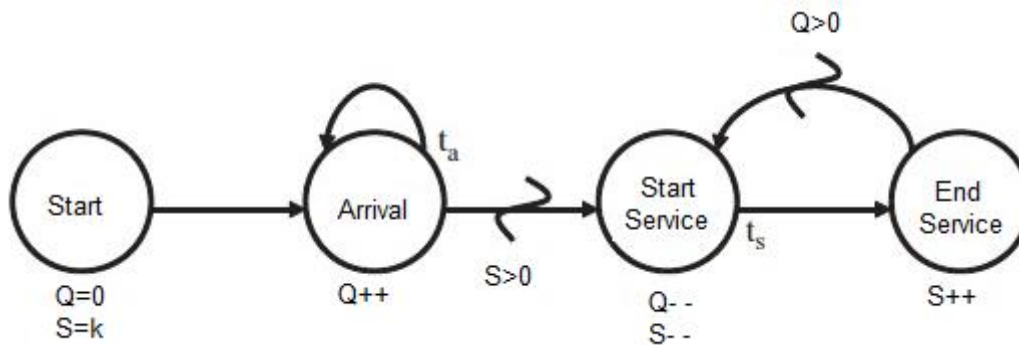 Q>0
t_a
Start
Arrival
Start
Service
End
Service
t_s
S>0
Q=0
S=k
Q++
Q- -
S- -
S++